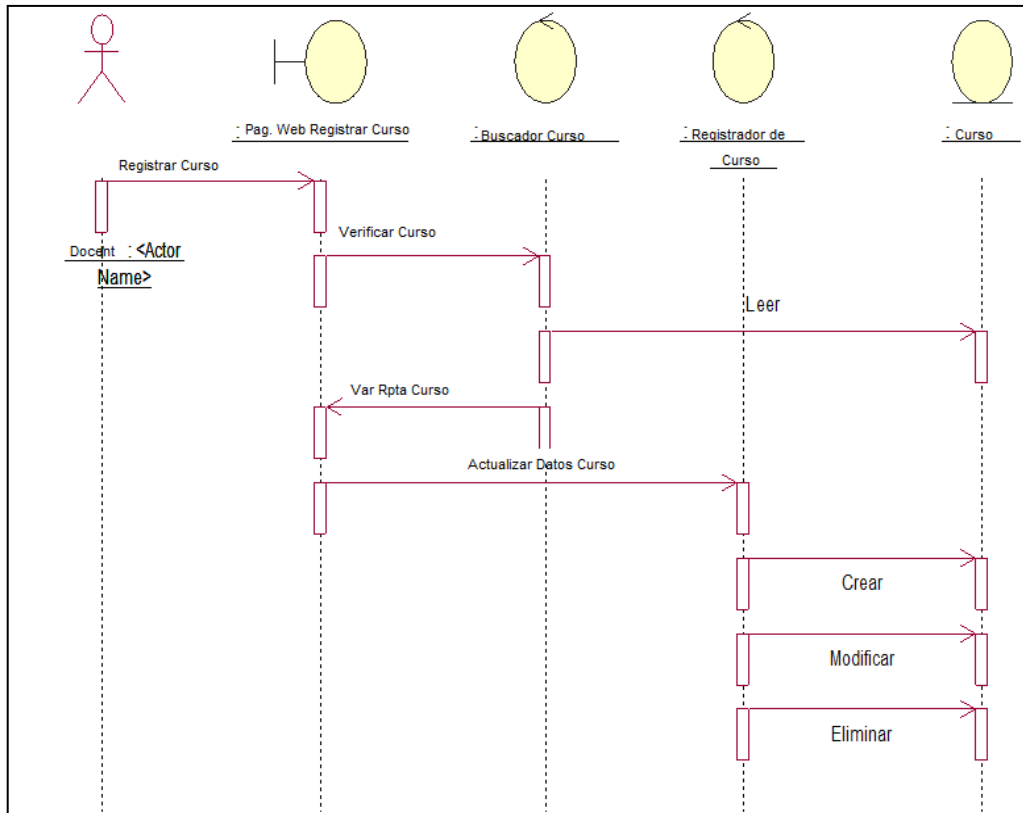 : Pag. Web Registrar Curso
: Buscador Curso
: Registrador de
Curso
: Curso
Registrar Curso
Docent : <Actor
Name>
Verificar Curso
Leer
Var Rpta Curso
Actualizar Datos Curso
Crear
Modificar
Eliminar